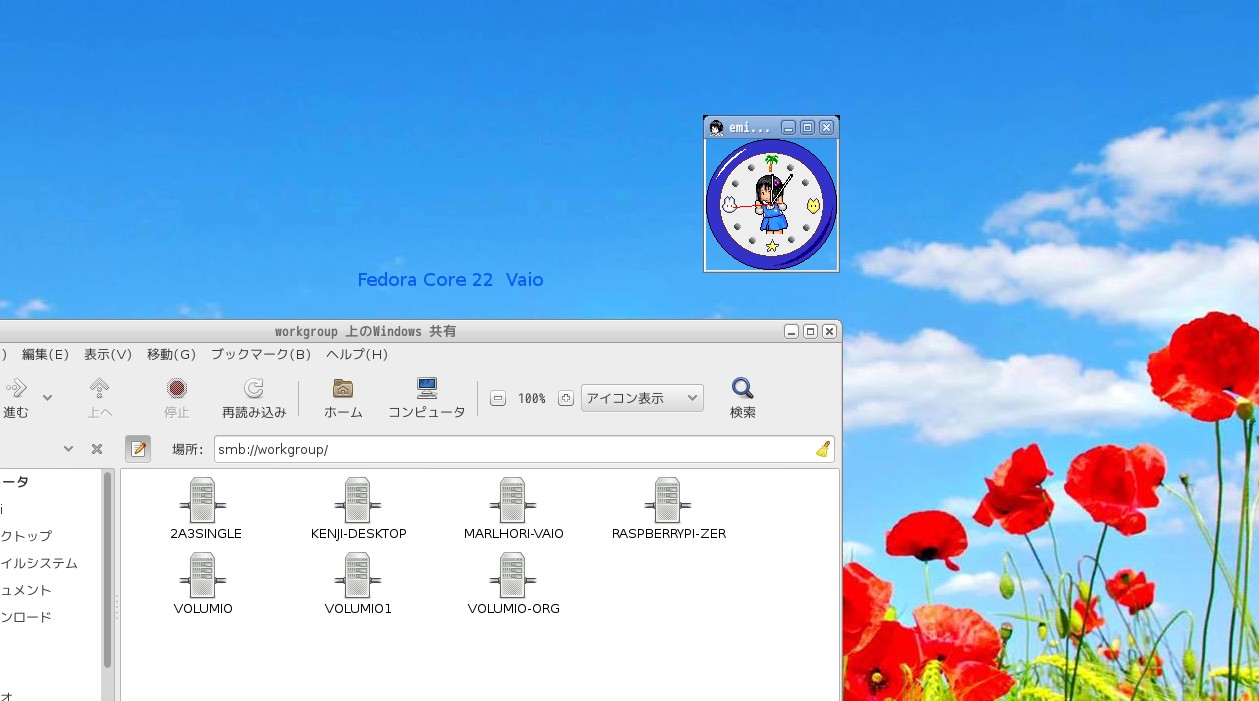 emi...
Fedora Core 22 Vaio
workgroup 上のWindows 共有
) 編集(E) 表示(V) 移動(G) ブックマーク(B) ヘルプ(H)
進む 上へ 停止 再読み込み ホーム コンピュータ 100% アイコン表示 検索
場所: smb://workgroup/
ータ
i
クトップ
イルシステム
ュメント
ンロード
オ
2A3SINGLE KENJI-DESKTOP MARLHORI-VAIO RASPBERRYPI-ZER
VOLUMIO VOLUMIO1 VOLUMIO-ORG